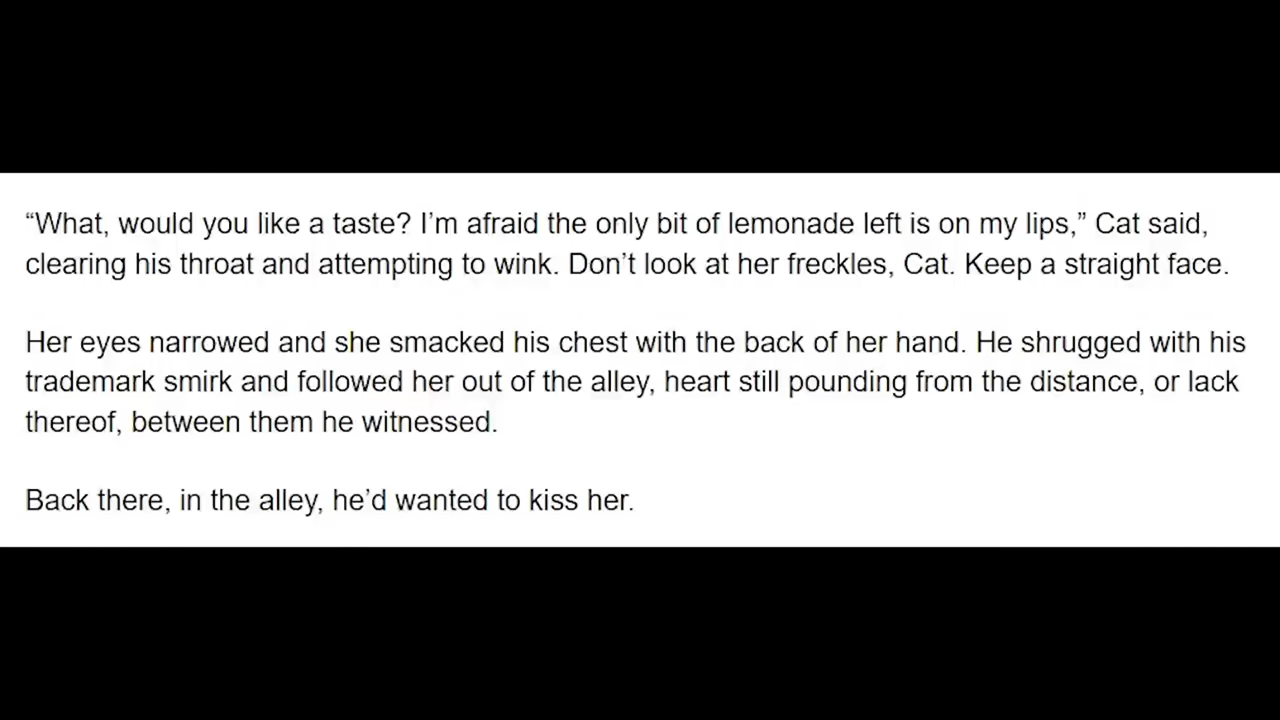 “What, would you like a taste? I’m afraid the only bit of lemonade left is on my lips,” Cat said,
clearing his throat and attempting to wink. Don’t look at her freckles, Cat. Keep a straight face.
Her eyes narrowed and she smacked his chest with the back of her hand. He shrugged with his
trademark smirk and followed her out of the alley, heart still pounding from the distance, or lack
thereof, between them he witnessed.
Back there, in the alley, he’d wanted to kiss her.